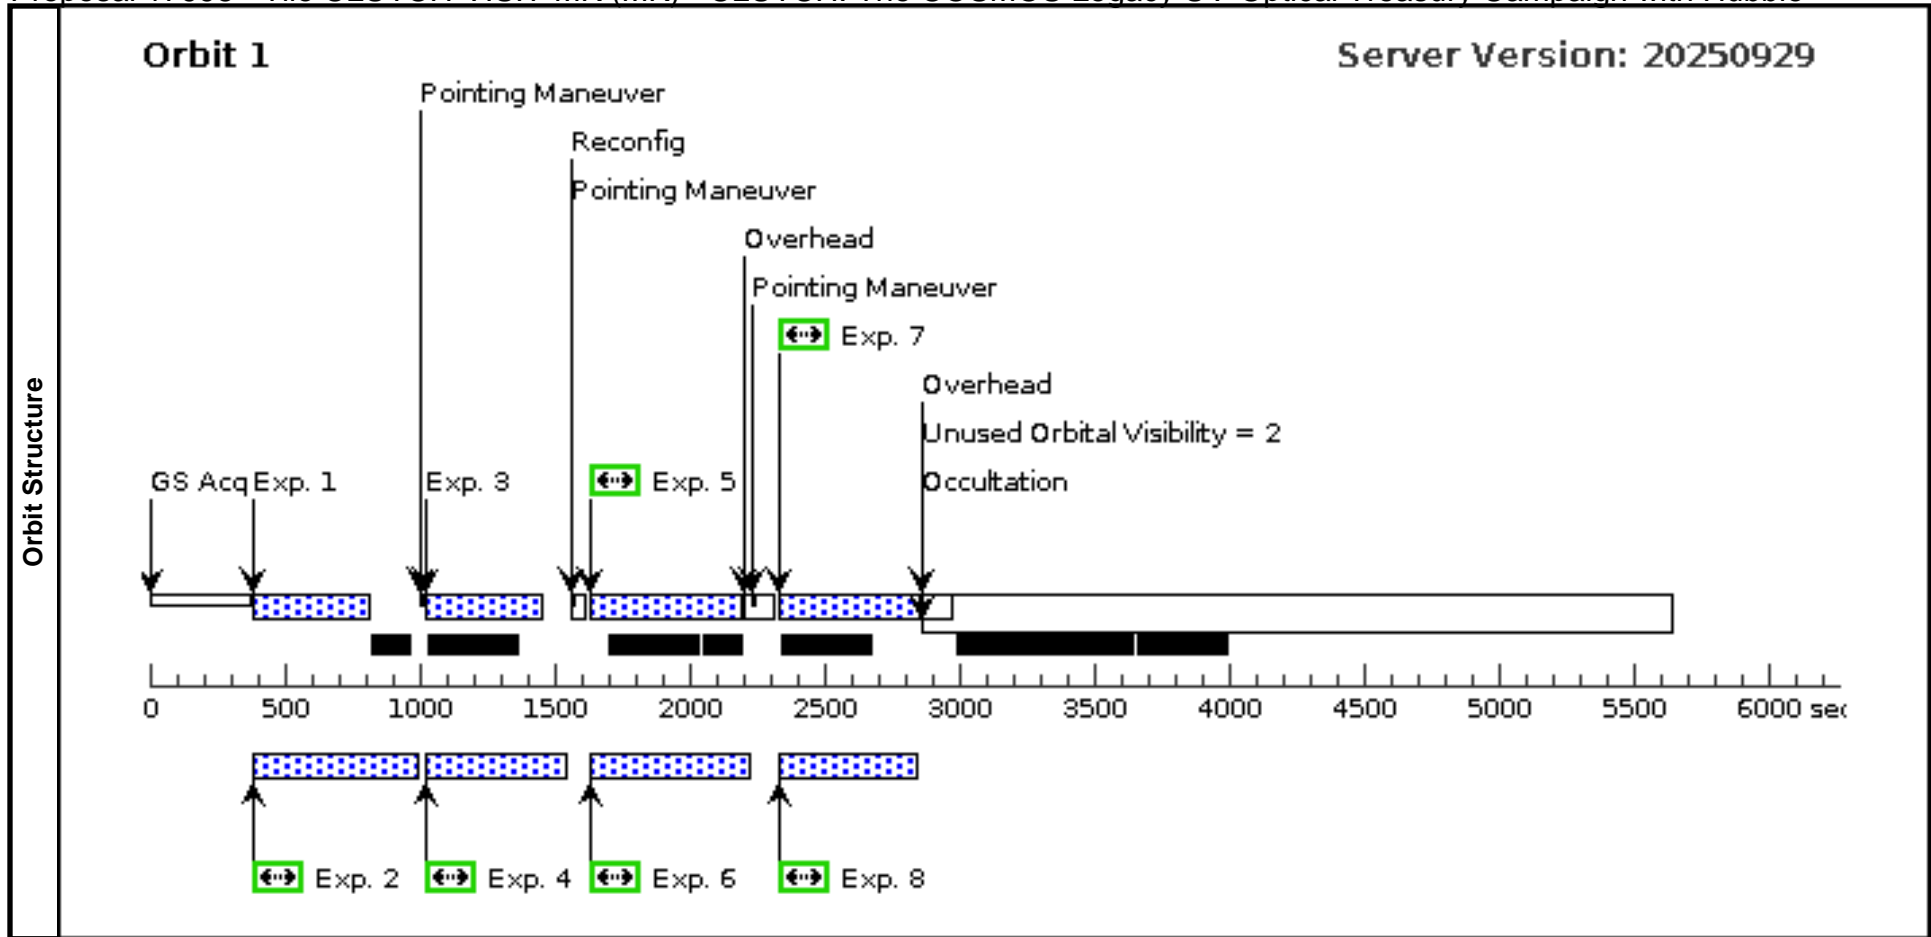 Orbit 1
Server Version: 20250929
Pointing Maneuver
Reconfig
Pointing Maneuver
Overhead
Pointing Maneuver
Exp. 7
Overhead
Unused Orbital Visibility = 2
GS Acq Exp. 1
Exp. 3
Exp. 5
Occultation
Orbit Structure
0 500 1000 1500 2000 2500 3000 3500 4000 4500 5000 5500 6000 sec
Exp. 2
Exp. 4
Exp. 6
Exp. 8